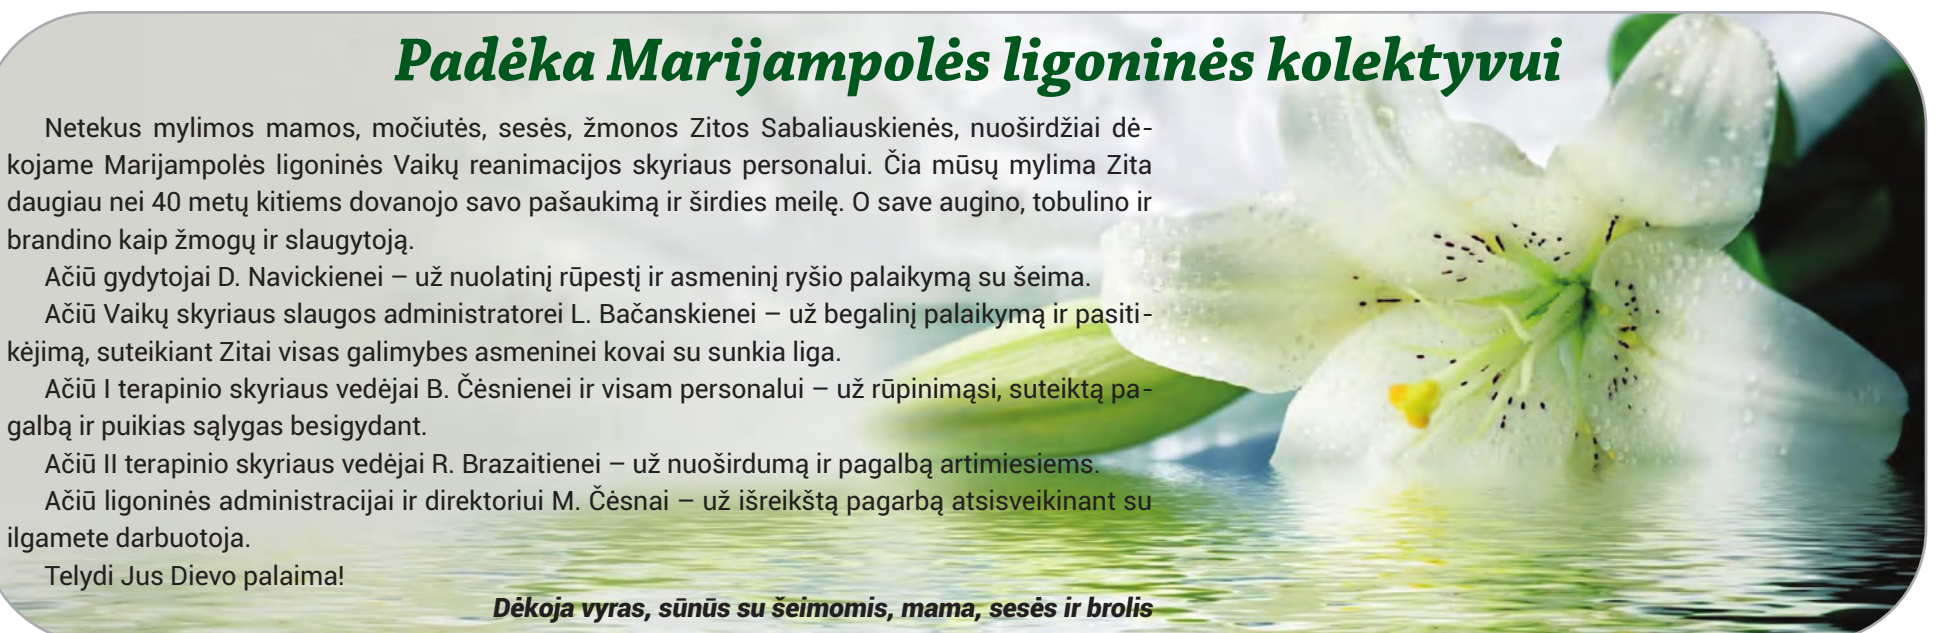 Padėka Marijampolės ligoninės kolektyvui
Netekus mylimos mamos, močiutės, sesės, žmonos Zitos Sabaliauskienės, nuoširdžiai dė-
kojame Marijampolės ligoninės Vaikų reanimacijos skyriaus personalui. Čia mūsų mylima Zita
daugiau nei 40 metų kitiems dovanojo savo pašaukimą ir širdies meilę. O save augino, tobulino ir
brandino kaip žmogų ir slaugytoją.
Ačiū gydytojai D. Navickienei – už nuolatinį rūpestį ir asmeninį ryšio palaikymą su šeima.
Ačiū Vaikų skyriaus slaugos administratorei L. Bačanskienei – už begalinį palaikymą ir pasiti-
kėjimą, suteikiant Zitai visas galimybes asmeninei kovai su sunkia liga.
Ačiū I terapinio skyriaus vedėjai B. Čėsnienei ir visam personalui – už rūpinimąsi, suteiktą pa-
galbą ir puikias sąlygas besigydant.
Ačiū II terapinio skyriaus vedėjai R. Brazaitienei – už nuoširdumą ir pagalbą artimiesiems.
Ačiū ligoninės administracijai ir direktoriui M. Čėsnai – už išreikštą pagarbą atsisveikinant su
ilgamete darbuotoja.
Telydi Jus Dievo palaima!
Dėkoja vyras, sūnūs su šeimomis, mama, sesės ir brolis